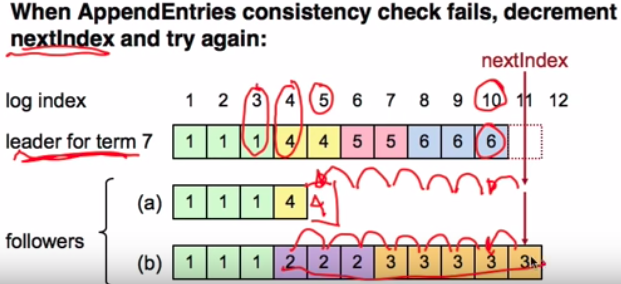 When AppendEntries consistency check fails, decrement
nextIndex and try again:
nextIndex
log index 1 2 3 4 5 6 7 8 9 10 11 12
leader for term 7 1 1 1 4 4 5 5 6 6 6
(a) 1 1 1 4 4
followers
(b) 1 1 1 2 2 2 3 3 3 3 3